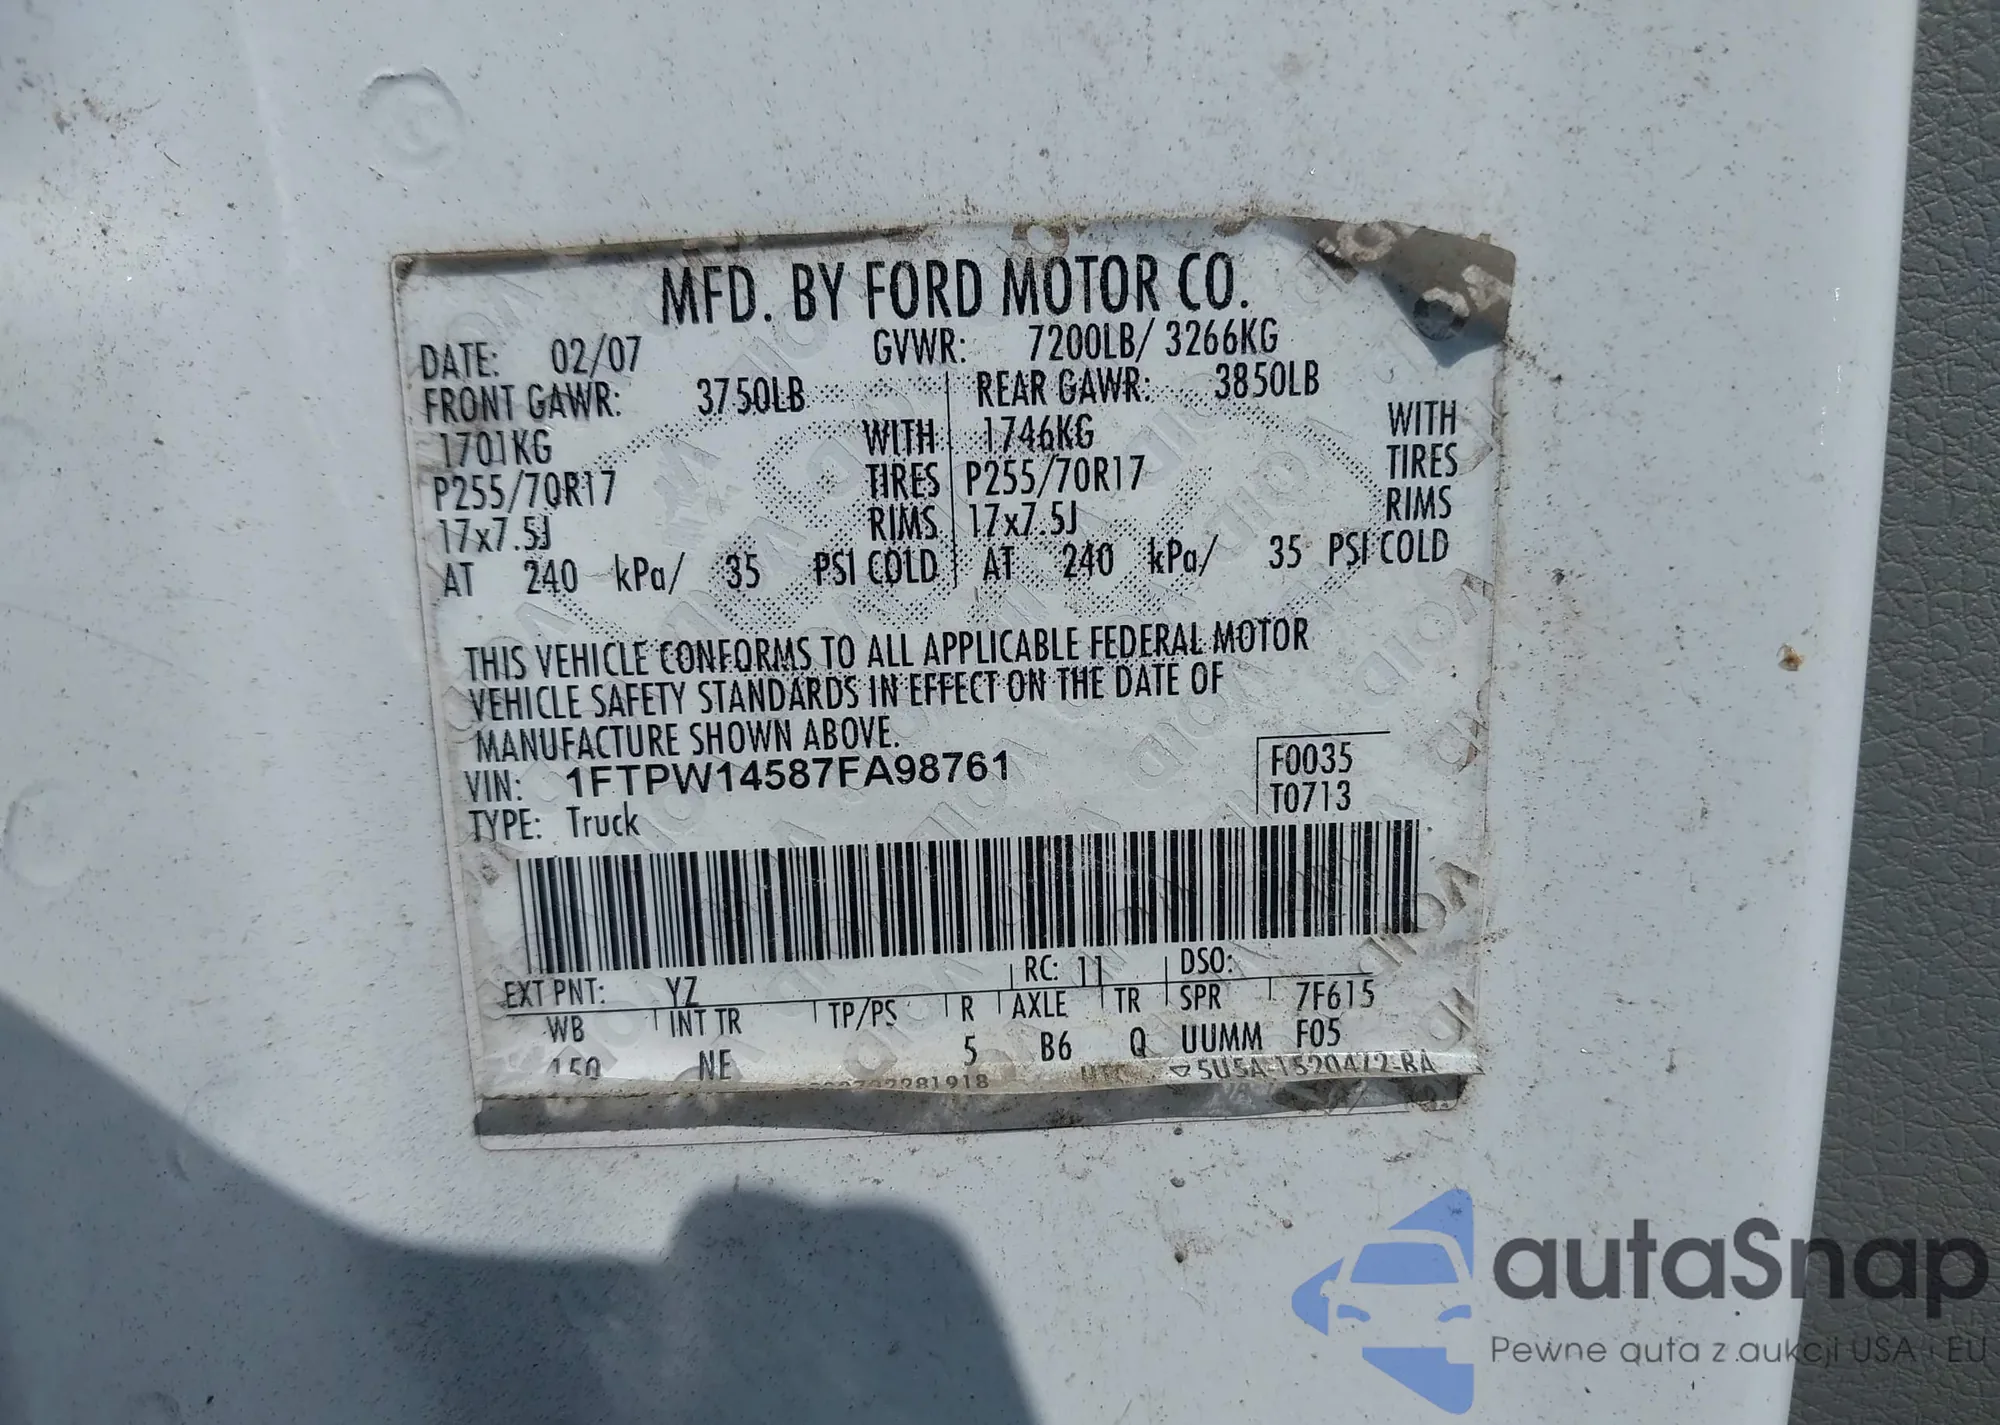 MFD. BY FORD MOTOR CO.
DATE: 02/07 GVWR: 7200LB/ 3266KG
FRONT GAWR: 3750LB REAR GAWR: 3850LB
1701KG WITH 1746KG WITH
P255/70R17 TIRES P255/70R17 TIRES
17x7.5J RIMS 17x7.5J RIMS
AT 240 kPa/ 35 PSI COLD AT 240 kPa/ 35 PSI COLD
THIS VEHICLE CONFORMS TO ALL APPLICABLE FEDERAL MOTOR
VEHICLE SAFETY STANDARDS IN EFFECT ON THE DATE OF
MANUFACTURE SHOWN ABOVE.
VIN: 1FTPW14587FA98761 F0035
TYPE: Truck T0713
EXT PNT: YZ RC: 11 DSO:
WB INT TR TP/PS R AXLE TR SPR 7F615
150 NE 5 B6 Q UUMM F05
autaSnap
Pewne auta z aukcji USA i EU